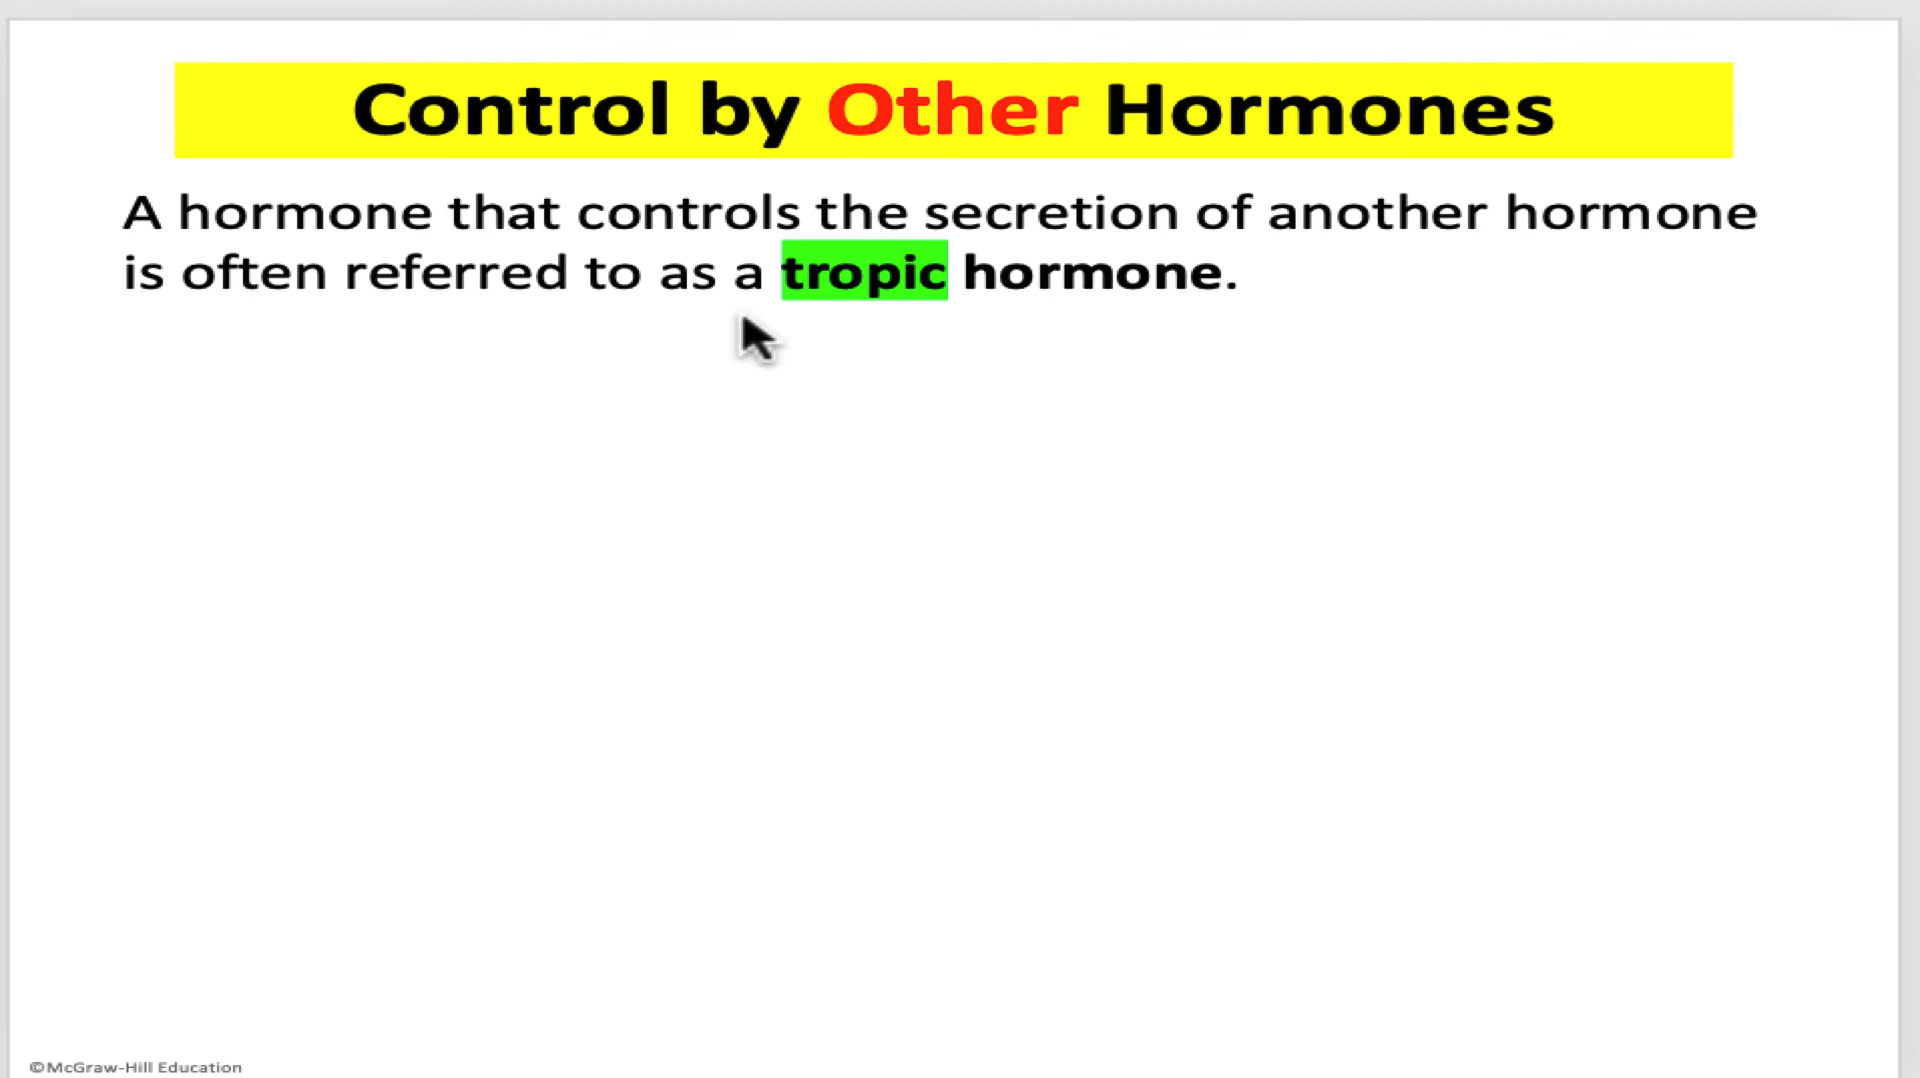 Control by Other Hormones
A hormone that controls the secretion of another hormone
is often referred to as a tropic hormone.
©McGraw-Hill Education